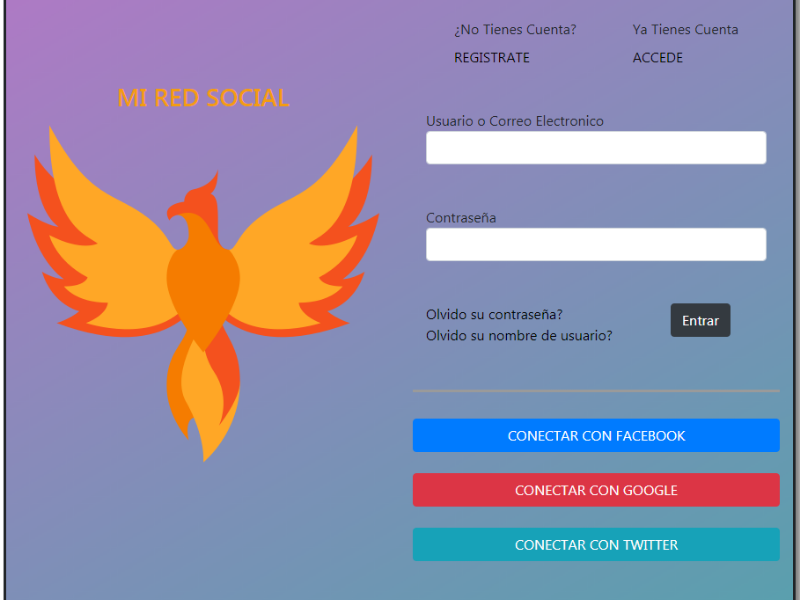 ¿No Tienes Cuenta?
Ya Tienes Cuenta
REGISTRATE
ACCEDE
MI RED SOCIAL
Usuario o Correo Electronico
Contraseña
Olvido su contraseña?
Olvido su nombre de usuario?
Entrar
CONECTAR CON FACEBOOK
CONECTAR CON GOOGLE
CONECTAR CON TWITTER